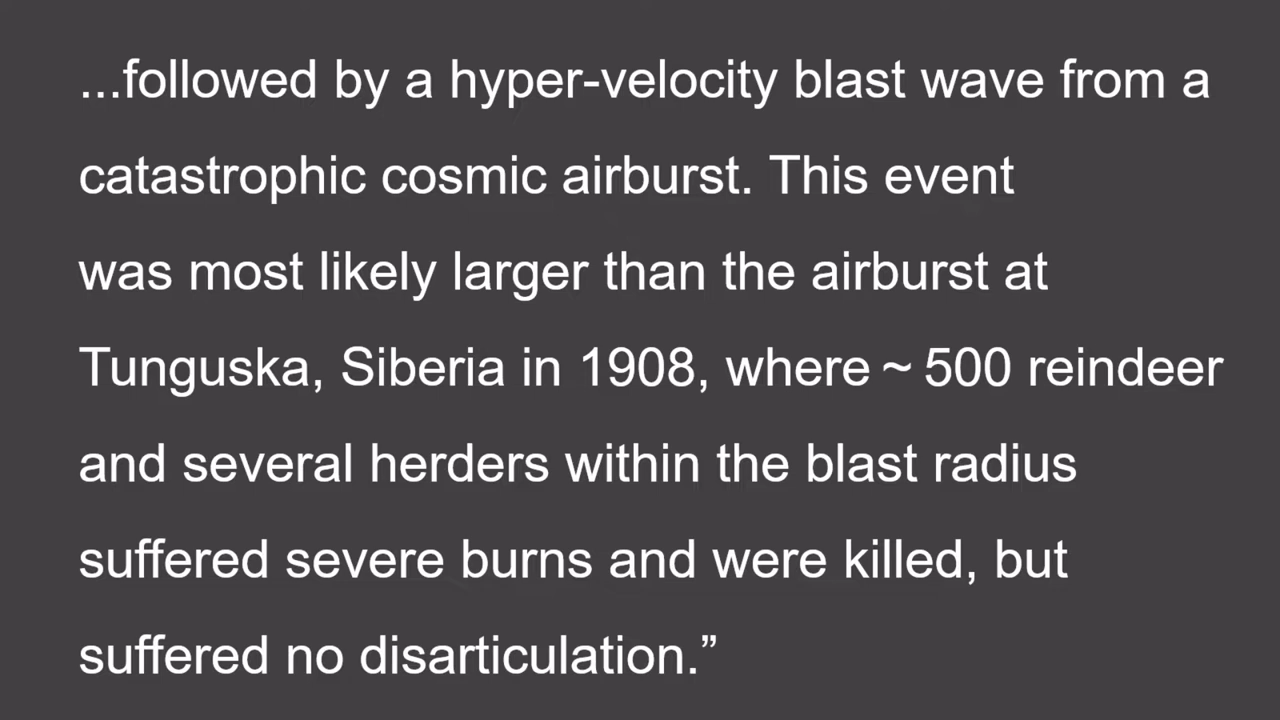 ...followed by a hyper-velocity blast wave from a
catastrophic cosmic airburst. This event
was most likely larger than the airburst at
Tunguska, Siberia in 1908, where ~ 500 reindeer
and several herders within the blast radius
suffered severe burns and were killed, but
suffered no disarticulation.”